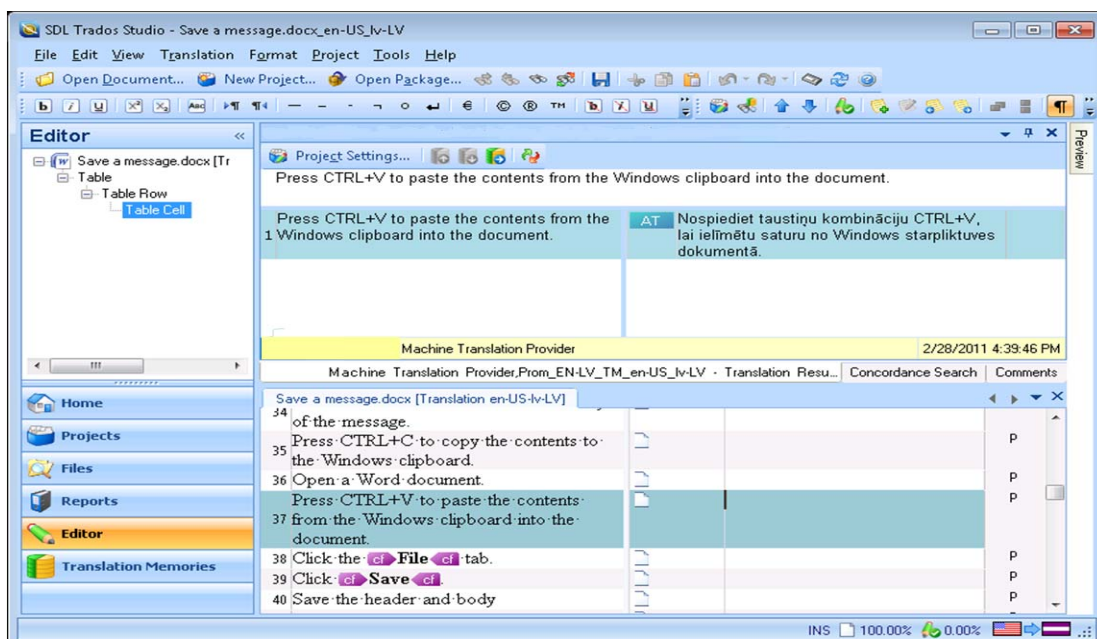 SDL Trados Studio - Save a message.docx_en-US_lv-LV
File Edit View Translation Format Project Tools Help
Open Document... New Project... Open Package...
Editor
Save a message.docx [Tr
Table
Table Row
Table Cell
Home
Projects
Files
Reports
Editor
Translation Memories
Preview
Project Settings...
Press CTRL+V to paste the contents from the Windows clipboard into the document.
1 Press CTRL+V to paste the contents from the
Windows clipboard into the document.
AT Nospiediet taustiņu kombināciju CTRL+V,
lai ielīmētu saturu no Windows starpliktuves
dokumentā.
Machine Translation Provider 2/28/2011 4:39:46 PM
Machine Translation Provider,Prom_EN-LV_TM_en-US_lv-LV - Translation Resu... Concordance Search Comments
Save a message.docx [Translation en-US-lv-LV]
34
of·the·message.
35 Press·CTRL+C·to·copy·the·contents·to· P
the·Windows·clipboard.
36 Open·a·Word·document. P
37 Press·CTRL+V·to·paste·the·contents· P
from·the·Windows·clipboard·into·the·
document.
38 Click·the· cf File cf ·tab. P
39 Click· cf Save cf . P
40 Save·the·header·and·body P
INS 100.00% 0.00%